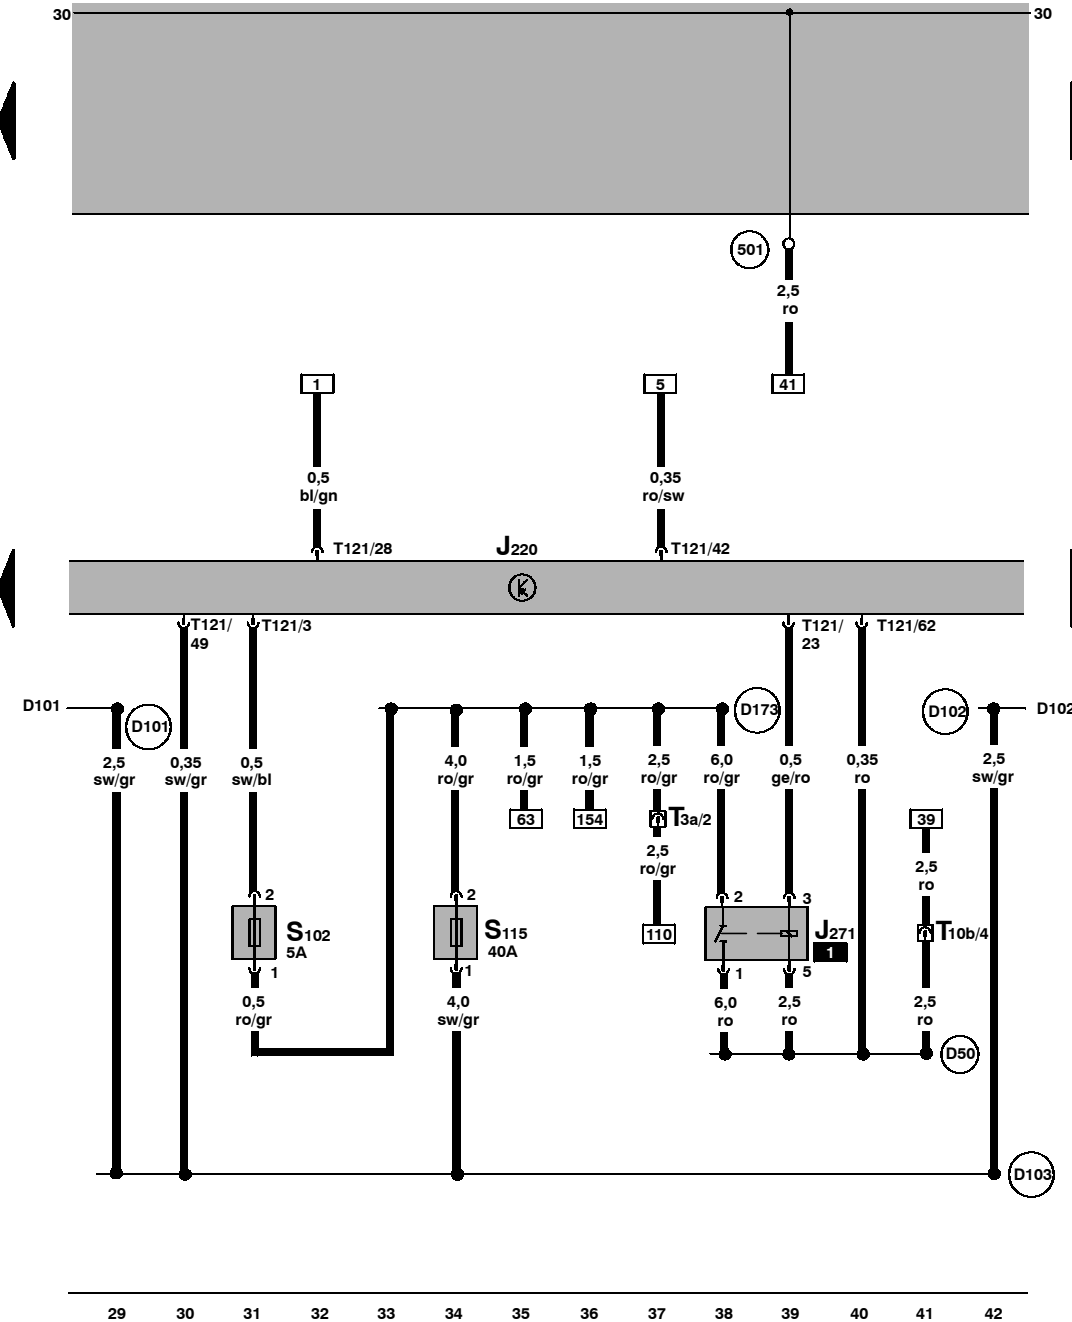 30 30
501
2,5
ro
1 5 41
0,5
bl/gn
0,35
ro/sw
T121/28 J220 T121/42
T121/
49
T121/3
T121/
23
T121/62
D101 D101 D173 D102 D102
2,5
sw/gr
0,35
sw/gr
0,5
sw/bl
4,0
ro/gr
1,5
ro/gr
1,5
ro/gr
2,5
ro/gr
6,0
ro/gr
0,5
ge/ro
0,35
ro
2,5
sw/gr
63 154 T3a/2 39
2,5
ro/gr
2,5
ro
2 2 2 3
S102
5A
S115
40A
110
J271
1
T10b/4
1 1 1 5
0,5
ro/gr
4,0
sw/gr
6,0
ro
2,5
ro
2,5
ro
D50
D103
29 30 31 32 33 34 35 36 37 38 39 40 41 42